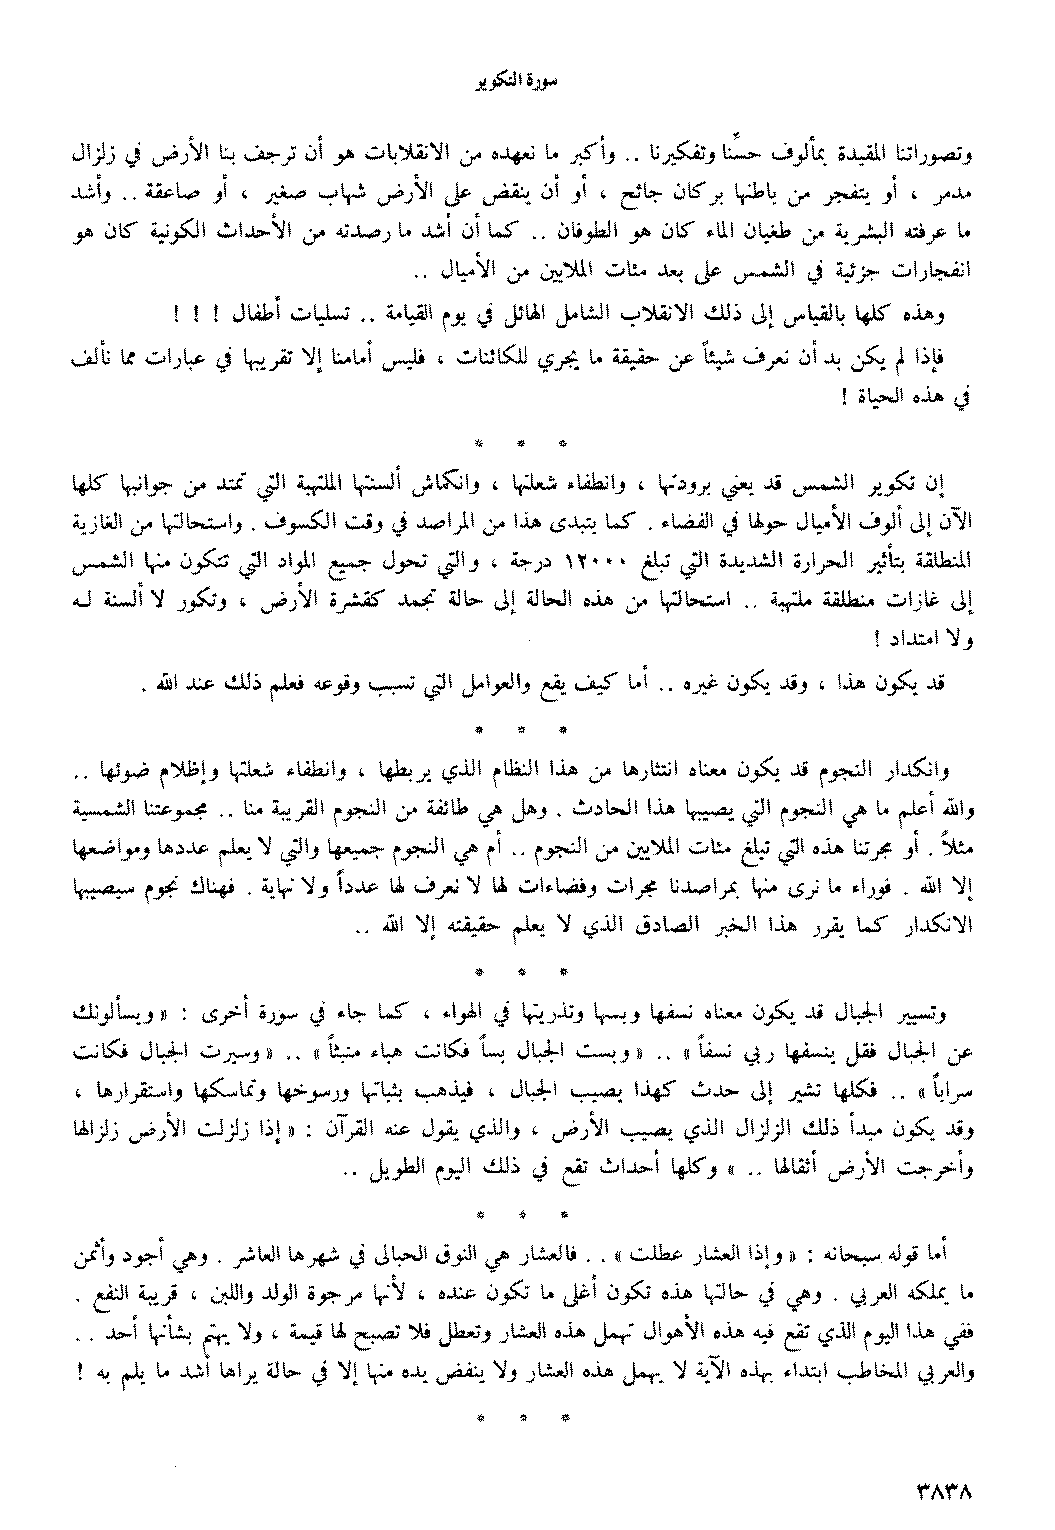 سورة التكوير
وتصوراتنا المقيدة بمألوف حسّنا وتفكيرنا .. وأكبر ما نعهده من الانقلابات هو أن ترجف بنا الأرض في زلزال
مدمر ، أو يتفجر من باطنها بركان جائح ، أو أن ينقض على الأرض شهاب صغير ، أو صاعقة .. وأشد
ما عرفته البشرية من طغيان الماء كان هو الطوفان .. كما أن أشد ما رصدته من الأحداث الكونية كان هو
انفجارات جزئية في الشمس على بعد مئات الملايين من الأميال ..
وهذه كلها بالقياس إلى ذلك الانقلاب الشامل الهائل في يوم القيامة .. تسليات أطفال ! ! !
فإذا لم يكن بد أن نعرف شيئاً عن حقيقة ما يجري للكائنات ، فليس أمامنا إلا تقريبها في عبارات مما نألف
في هذه الحياة !
* * *
إن تكوير الشمس قد يعني برودتها ، وانطفاء شعلتها ، وانكماش ألسنتها الملتهبة التي تمتد من جوانبها كلها
الآن إلى ألوف الأميال حولها في الفضاء . كما يتبدى هذا من المراصد في وقت الكسوف . واستحالتها من الغازية
المنطلقة بتأثير الحرارة الشديدة التي تبلغ ١٢٠٠٠ درجة ، والتي تحول جميع المواد التي تتكون منها الشمس
إلى غازات منطلقة ملتهبة .. استحالتها من هذه الحالة إلى حالة تجمد كقشرة الأرض ، وتكور لا ألسنة له
ولا امتداد !
قد يكون هذا ، وقد يكون غيره .. أما كيف يقع والعوامل التي تسبب وقوعه فعلم ذلك عند الله .
* * *
وانكدار النجوم قد يكون معناه انتثارها من هذا النظام الذي يربطها ، وانطفاء شعلتها وإظلام ضوئها ..
والله أعلم ما هي النجوم التي يصيبها هذا الحادث . وهل هي طائفة من النجوم القريبة منا .. مجموعتنا الشمسية
مثلاً . أو مجرتنا هذه التي تبلغ مئات الملايين من النجوم .. أم هي النجوم جميعها والتي لا يعلم عددها ومواضعها
إلا الله . فوراء ما نرى منها بمراصدنا مجرات وفضاءات لها لا نعرف لها عدداً ولا نهاية . فهناك نجوم سيصيبها
الانكدار كما يقرر هذا الخبر الصادق الذي لا يعلم حقيقته إلا الله ..
* * *
وتسيير الجبال قد يكون معناه نسفها وبسها وتذريتها في الهواء ، كما جاء في سورة أخرى : « ويسألونك
عن الجبال فقل ينسفها ربي نسفاً » .. « وبست الجبال بساً فكانت هباء منبثاً » .. « وسيرت الجبال فكانت
سراباً » .. فكلها تشير إلى حدث كهذا يصيب الجبال ، فيذهب بثباتها ورسوخها وتماسكها واستقرارها ،
وقد يكون مبدأ ذلك الزلزال الذي يصيب الأرض ، والذي يقول عنه القرآن : « إذا زلزلت الأرض زلزالها
وأخرجت الأرض أثقالها .. » وكلها أحداث تقع في ذلك اليوم الطويل ..
* * *
أما قوله سبحانه : « وإذا العشار عطلت » .. فالعشار هي النوق الحبالى في شهرها العاشر . وهي أجود وأثمن
ما يملكه العربي . وهي في حالتها هذه تكون أغلى ما تكون عنده ، لأنها مرجوة الولد واللبن ، قريبة النفع .
ففي هذا اليوم الذي تقع فيه هذه الأهوال تهمل هذه العشار وتعطل فلا تصبح لها قيمة ، ولا يهتم بشأنها أحد ..
والعربي المخاطب ابتداء بهذه الآية لا يهمل هذه العشار ولا ينفض يده منها إلا في حالة يراها أشد ما يلم به !
* * *
٣٨٣٨